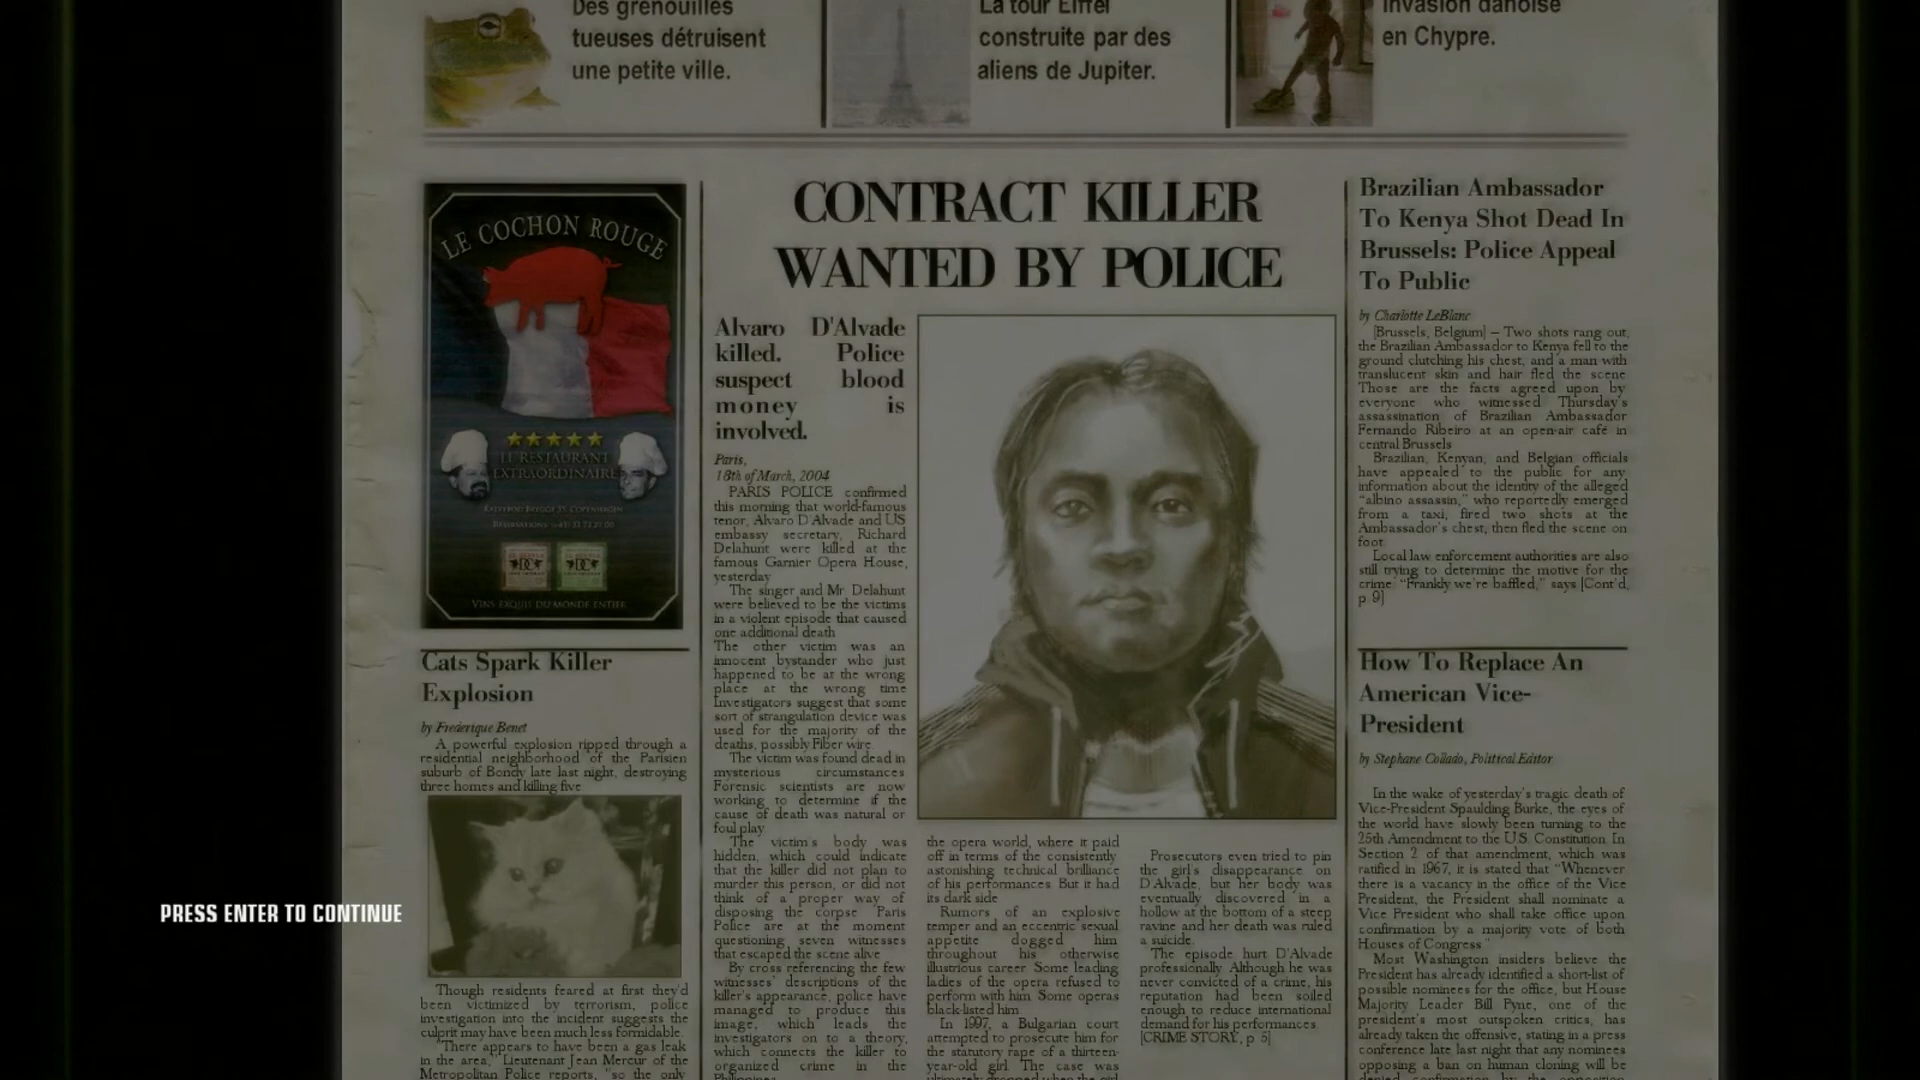 Des grenouilles
tueuses détruisent
une petite ville.
La tour Eiffel
construite par des
aliens de Jupiter.
Invasion danoise
en Chypre.
LE COCHON ROUGE
LE RESTAURANT
EXTRAORDINAIRE
VINS EXQUIS DU MONDE ENTIER
Cats Spark Killer
Explosion
by Frederique Benet
A powerful explosion ripped through a
residential neighborhood of the Parisien
suburb of Bondy late last night, destroying
three homes and killing five
Though residents feared at first they'd
been victimized by terrorism, police
investigation into the incident suggests the
culprit may have been much less formidable.
"There appears to have been a gas leak
in the area," Lieutenant Jean Mercur of the
Metropolitan Police reports, "so the only
CONTRACT KILLER
WANTED BY POLICE
Alvaro D'Alvade
killed. Police
suspect blood
money is
involved.
Paris,
18th of March, 2004
PARIS POLICE confirmed
this morning that world-famous
tenor, Alvaro D'Alvade and US
embassy secretary, Richard
Delahunt were killed at the
famous Garnier Opera House,
yesterday
The singer and Mr Delahunt
were believed to be the victims
in a violent episode that caused
one additional death
The other victim was an
innocent bystander who just
happened to be at the wrong
place at the wrong time
Investigators suggest that some
sort of strangulation device was
used for the majority of the
deaths, possibly Fiber wire
The victim was found dead in
mysterious circumstances
Forensic scientists are now
working to determine if the
cause of death was natural or
foul play.
The victim's body was
hidden, which could indicate
that the killer did not plan to
murder this person, or did not
think of a proper way of
disposing the corpse Paris
Police are at the moment
questioning seven witnesses
that escaped the scene alive
By cross referencing the few
witnesses' descriptions of the
killer's appearance, police have
managed to produce this
image, which leads the
investigators on to a theory,
which connects the killer to
organized crime in the
Philippines
the opera world, where it paid
off in terms of the consistently
astonishing technical brilliance
of his performances. But it had
its dark side
Rumors of an explosive
temper and an eccentric sexual
appetite dogged him
throughout his otherwise
illustrious career Some leading
ladies of the opera refused to
perform with him Some operas
black-listed him
In 1997, a Bulgarian court
attempted to prosecute him for
the statutory rape of a thirteen-
year-old girl. The case was
ultimately dropped when the girl
Prosecutors even tried to pin
the girl's disappearance on
D'Alvade, but her body was
eventually discovered in a
hollow at the bottom of a steep
ravine and her death was ruled
a suicide.
The episode hurt D'Alvade
professionally. Although he was
never convicted of a crime, his
reputation had been soiled
enough to reduce international
demand for his performances
[CRIME STORY, p 5]
Brazilian Ambassador
To Kenya Shot Dead In
Brussels: Police Appeal
To Public
by Charlotte LeBlanc
[Brussels, Belgium] – Two shots rang out,
the Brazilian Ambassador to Kenya fell to the
ground clutching his chest, and a man with
translucent skin and hair fled the scene
Those are the facts agreed upon by
everyone who witnessed Thursday's
assassination of Brazilian Ambassador
Fernando Ribeiro at an open-air café in
central Brussels
Brazilian, Kenyan, and Belgian officials
have appealed to the public for any
information about the identity of the alleged
"albino assassin," who reportedly emerged
from a taxi, fired two shots at the
Ambassador's chest, then fled the scene on
foot
Local law enforcement authorities are also
still trying to determine the motive for the
crime. "Frankly we're baffled," says [Cont'd,
p 9]
How To Replace An
American Vice-
President
by Stephane Collado, Political Editor
In the wake of yesterday's tragic death of
Vice-President Spaulding Burke, the eyes of
the world have slowly been turning to the
25th Amendment to the U.S. Constitution. In
Section 2 of that amendment, which was
ratified in 1967, it is stated that "Whenever
there is a vacancy in the office of the Vice
President, the President shall nominate a
Vice President who shall take office upon
confirmation by a majority vote of both
Houses of Congress"
Most Washington insiders believe the
President has already identified a short-list of
possible nominees for the office, but House
Majority Leader Bill Pyne, one of the
president's most outspoken critics, has
already taken the offensive, stating in a press
conference late last night that any nominees
opposing a ban on human cloning will be
denied confirmation by the opposition
PRESS ENTER TO CONTINUE